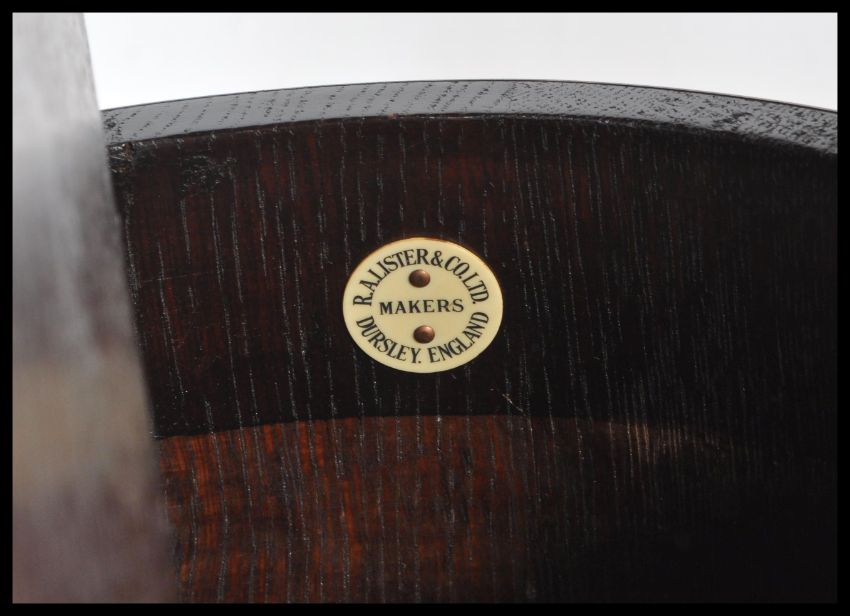 R.A.LISTER & CO.LTD.
MAKERS
DURSLEY. ENGLAND